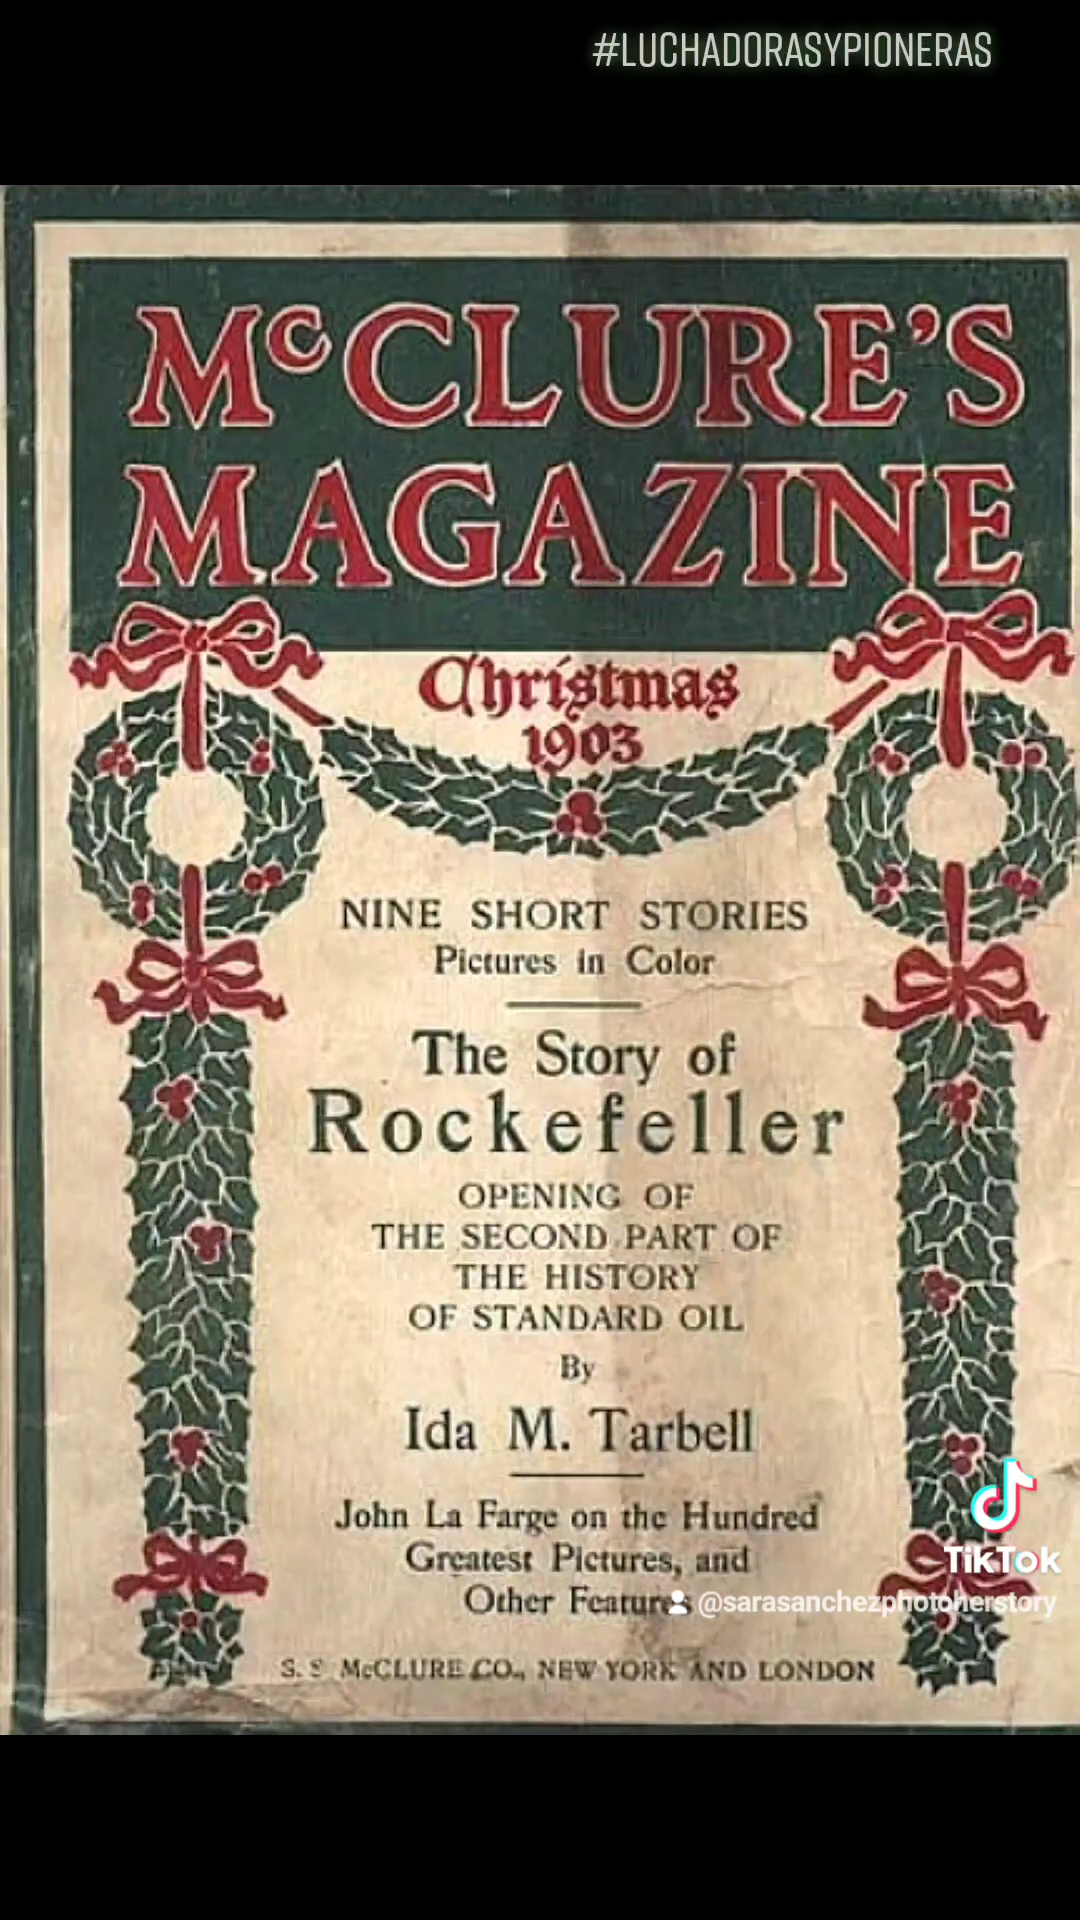 #LUCHADORASYPIONERAS
McCLURE'S
MAGAZINE
Christmas
1903
NINE SHORT STORIES
Pictures in Color
The Story of
Rockefeller
OPENING OF
THE SECOND PART OF
THE HISTORY
OF STANDARD OIL
By
Ida M. Tarbell
John La Farge on the Hundred
Greatest Pictures, and
Other Features
TikTok
@sarasanchezphotoherstory
S. S. McCLURE CO., NEW YORK AND LONDON